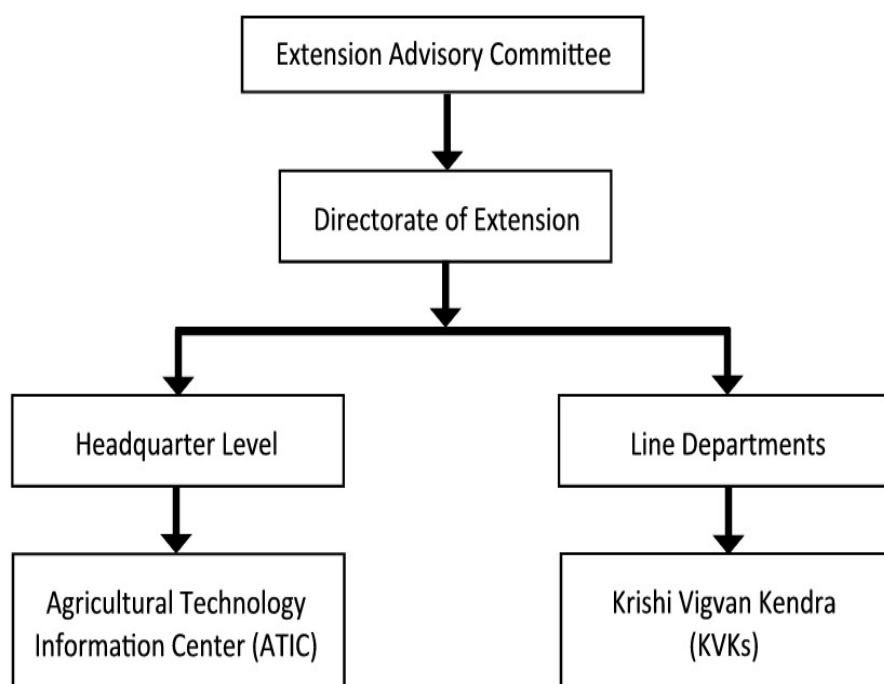 Extension Advisory Committee
Directorate of Extension
Headquarter Level
Line Departments
Agricultural Technology
Information Center (ATIC)
Krishi Vigvan Kendra
(KVKs)